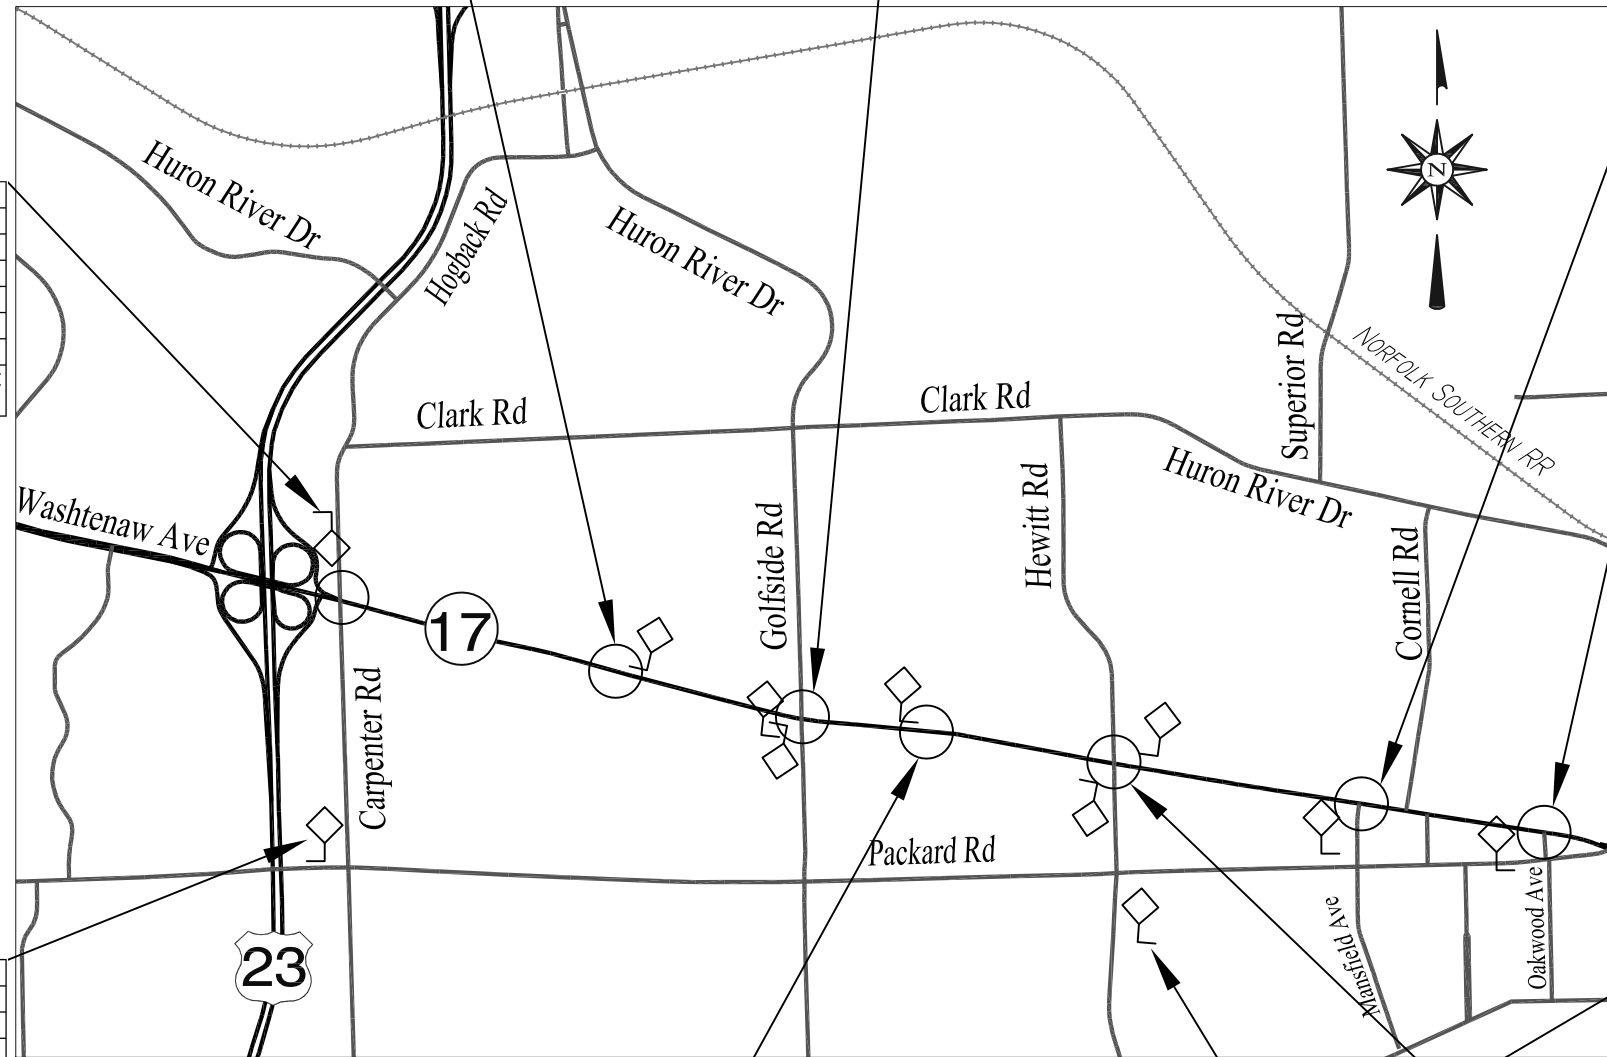 Huron River Dr
N
Hogback Rd
Huron River Dr
Superior Rd
NORFOLK SOUTHERN RR
Clark Rd
Clark Rd
Huron River Dr
Washtenaw Ave
Hewitt Rd
Golfside Rd
Cornell Rd
17
Carpenter Rd
Packard Rd
Oakwood Ave
Mansfield Ave
23